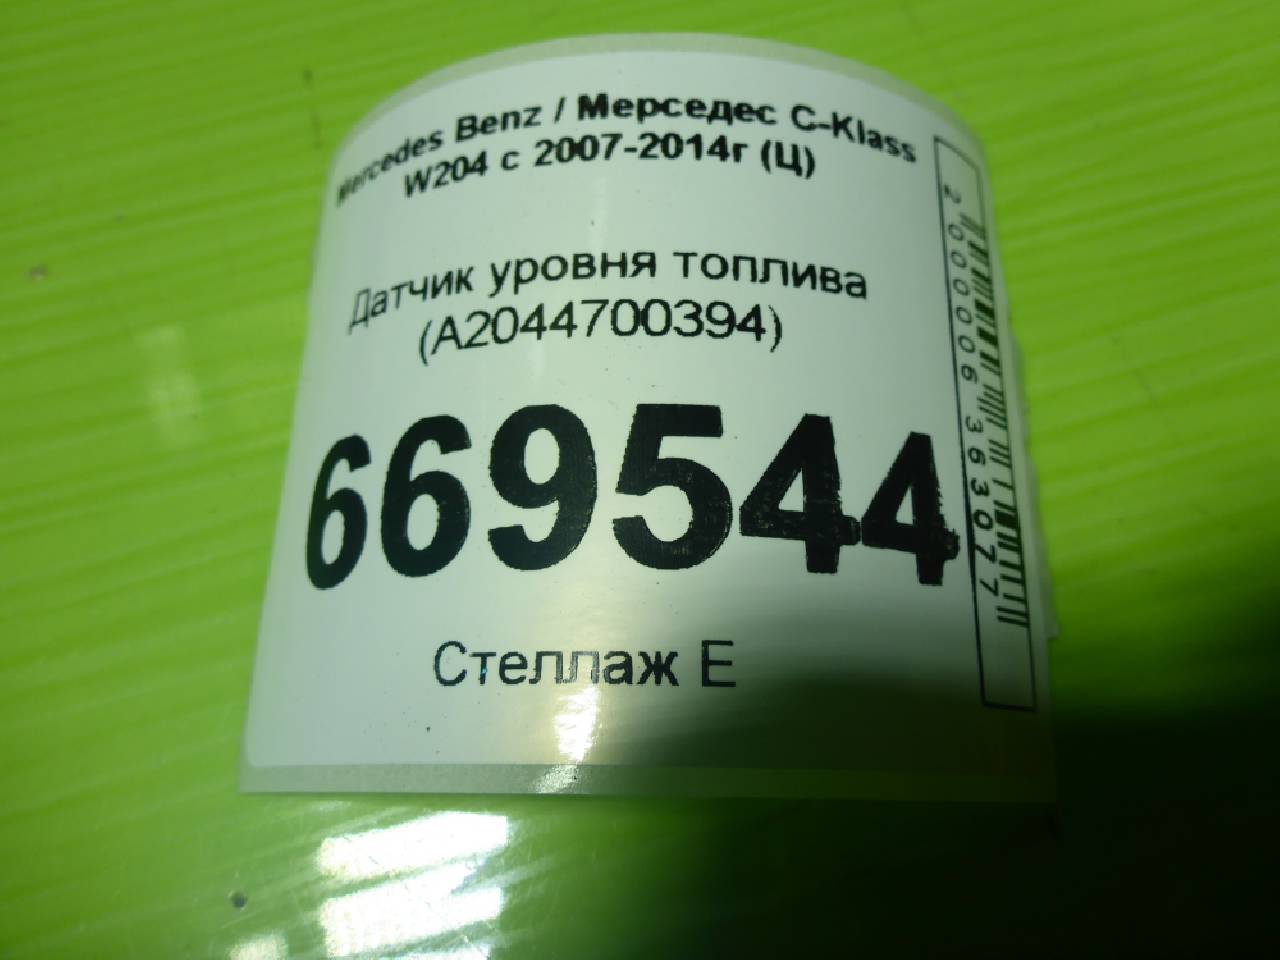 Mercedes Benz / Мерседес C-Klass
W204 с 2007-2014г (Ц)
Датчик уровня топлива
(A2044700394)
669544
Стеллаж Е
2000006363077